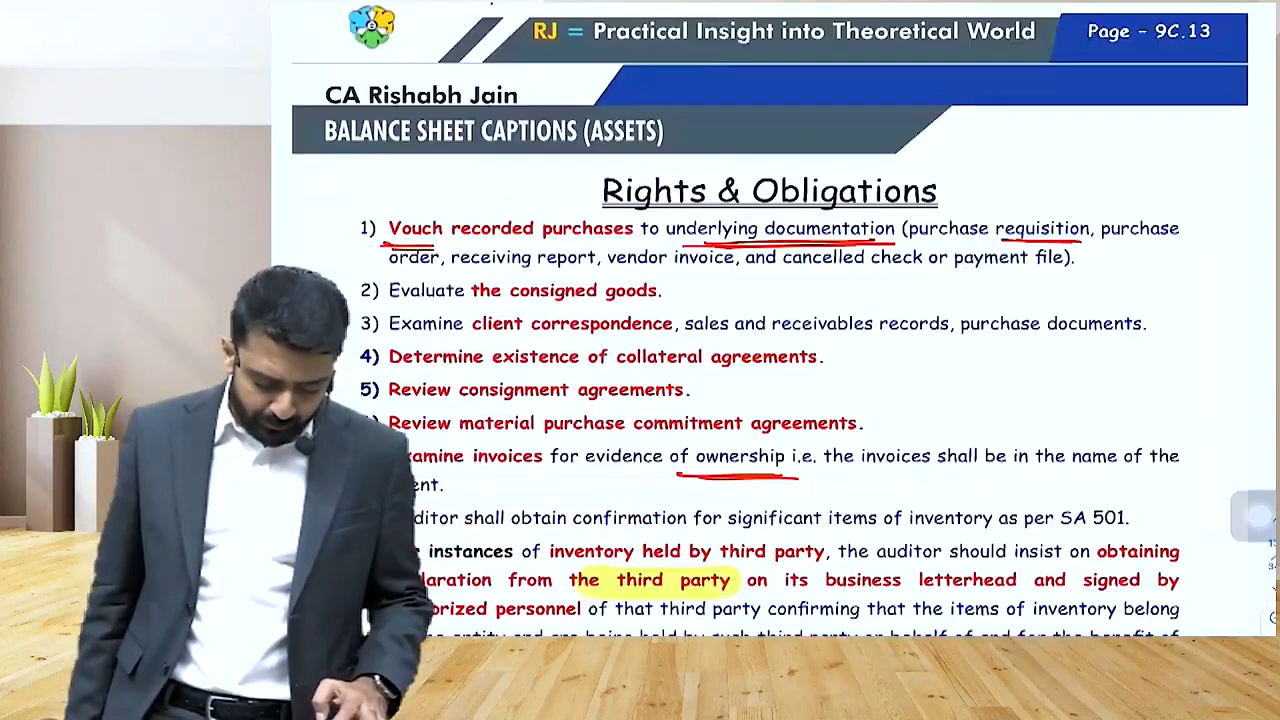 RJ = Practical Insight into Theoretical World
Page - 9C.13
CA Rishabh Jain
BALANCE SHEET CAPTIONS (ASSETS)
Rights & Obligations
1) Vouch recorded purchases to underlying documentation (purchase requisition, purchase
order, receiving report, vendor invoice, and cancelled check or payment file).
2) Evaluate the consigned goods.
3) Examine client correspondence, sales and receivables records, purchase documents.
4) Determine existence of collateral agreements.
5) Review consignment agreements.
Review material purchase commitment agreements.
invoices for evidence of ownership i.e. the invoices shall be in the name of the
shall obtain confirmation for significant items of inventory as per SA 501.
instances of inventory held by third party, the auditor should insist on obtaining
from the third party on its business letterhead and signed by
personnel of that third party confirming that the items of inventory belong